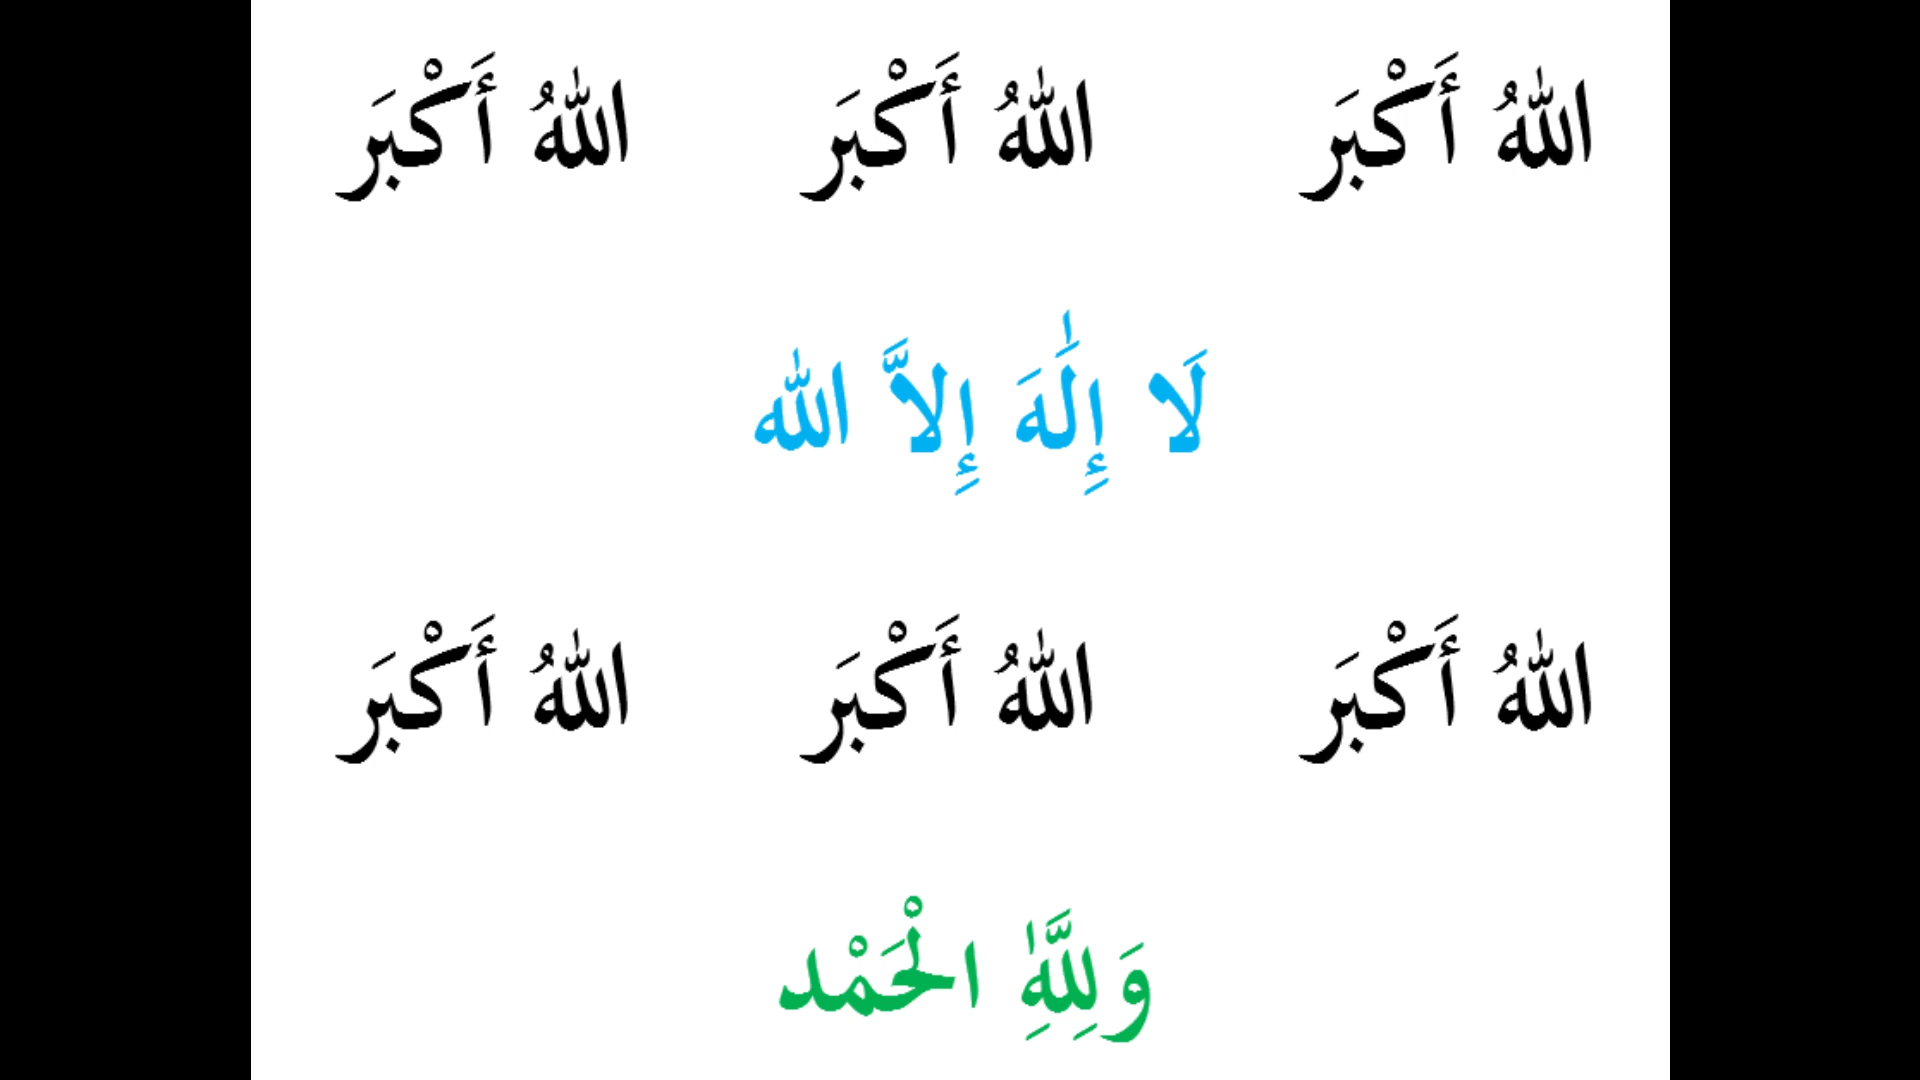 اللهُ أَكْبَر اللهُ أَكْبَر اللهُ أَكْبَر
لَا إِلَٰهَ إِلاَّ الله
اللهُ أَكْبَر اللهُ أَكْبَر اللهُ أَكْبَر
وَلِلَّهِٰ الْحَمْد